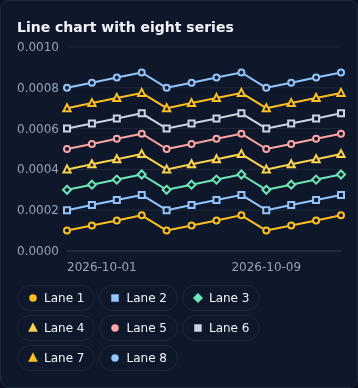 Line chart with eight series
0.0010
0.0008
0.0006
0.0004
0.0002
0.0000
2026-10-01 2026-10-09
Lane 1 Lane 2 Lane 3
Lane 4 Lane 5 Lane 6
Lane 7 Lane 8